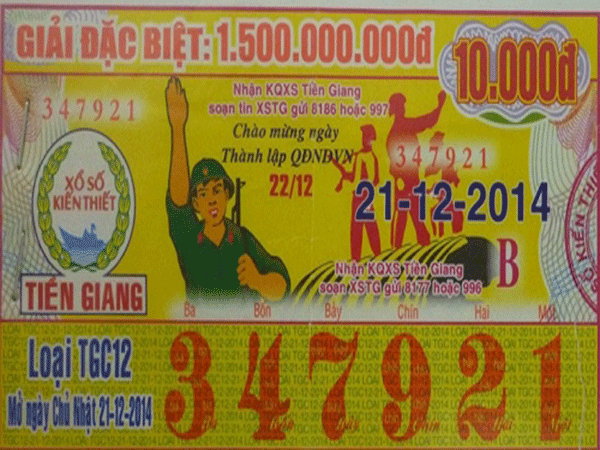 GIẢI ĐẶC BIỆT: 1.500.000.000đ
10.000đ
347921
Nhận KQXS Tiền Giang
soạn tin XSTG gửi 8186 hoặc 997
Chào mừng ngày
Thành lập QĐNDVN
22/12
347921
XỔ SỐ
KIẾN THIẾT
TIỀN GIANG
21-12-2014
B
Nhận KQXS Tiền Giang
soạn tin XSTG gửi 8177 hoặc 996
Ba Bốn Bảy Chín Hai Một
Loại TGC12
Mở ngày Chủ Nhật 21-12-2014
347921